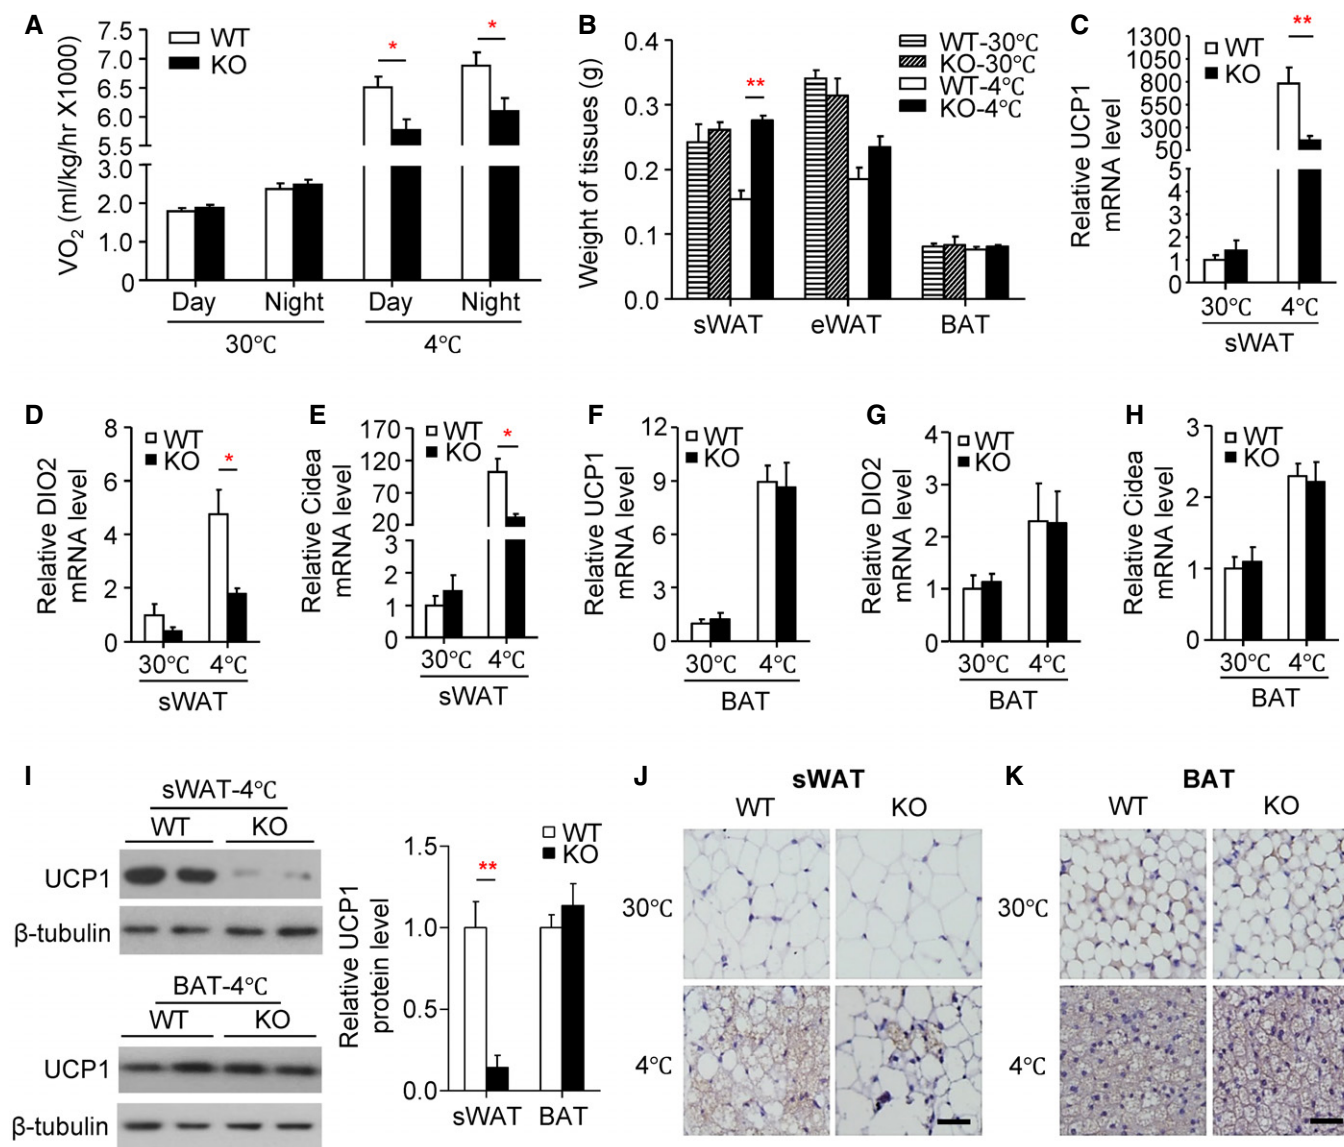 A
VO2 (ml/kg/hr X1000)
7.5
7.0
6.5
6.0
5.5
3.0
2.0
1.0
0
WT
KO
*
*
Day
Night
Day
Night
30℃
4℃
B
Weight of tissues (g)
0.4
0.3
0.2
0.1
0.0
WT-30℃
KO-30℃
WT-4℃
KO-4℃
**
sWAT
eWAT
BAT
C
Relative UCP1
mRNA level
1300
1050
800
550
300
50
5
4
3
2
1
0
WT
KO
**
30℃
4℃
sWAT
D
Relative DIO2
mRNA level
8
6
4
2
0
WT
KO
*
30℃
4℃
sWAT
E
Relative Cidea
mRNA level
170
120
70
20
3
2
1
0
WT
KO
*
30℃
4℃
sWAT
F
Relative UCP1
mRNA level
12
9
6
3
0
WT
KO
30℃
4℃
BAT
G
Relative DIO2
mRNA level
4
3
2
1
0
WT
KO
30℃
4℃
BAT
H
Relative Cidea
mRNA level
3
2
1
0
WT
KO
30℃
4℃
BAT
I
sWAT-4℃
WT
KO
UCP1
β-tubulin
BAT-4℃
WT
KO
UCP1
β-tubulin
Relative UCP1
protein level
1.5
1.0
0.5
0.0
WT
KO
**
sWAT
BAT
J
sWAT
WT
KO
30℃
4℃
K
BAT
WT
KO
30℃
4℃